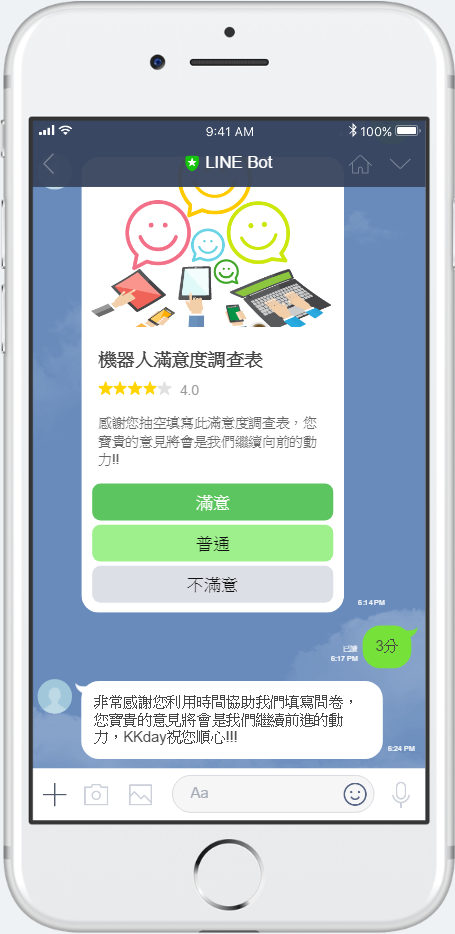 9:41 AM
100%
LINE Bot
機器人滿意度調查表
4.0
感謝您抽空填寫此滿意度調查表，您
寶貴的意見將會是我們繼續向前的動
力!!
滿意
普通
不滿意
6:14 PM
3分
已讀
6:17 PM
非常感謝您利用時間協助我們填寫問卷，
您寶貴的意見將會是我們繼續前進的動
力，KKday祝您順心!!!
6:24 PM
Aa